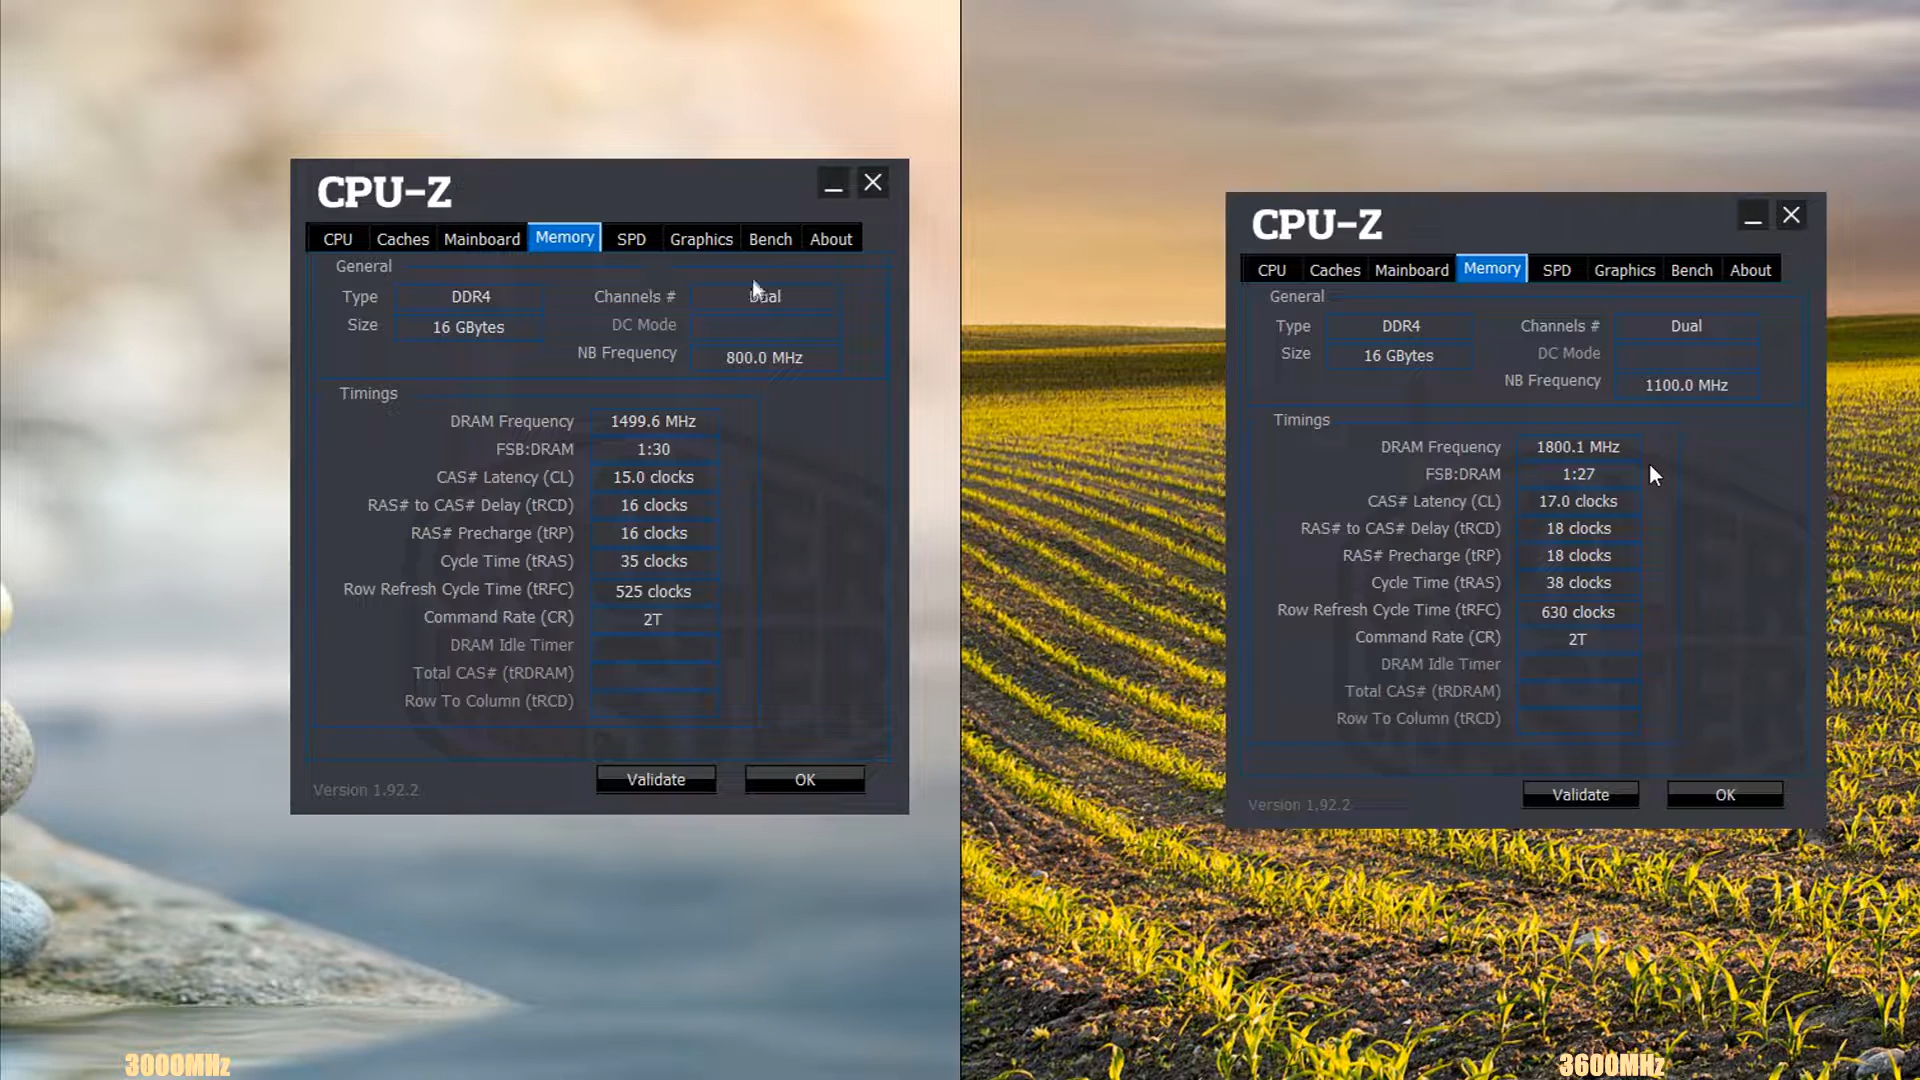 CPU-Z
CPU Caches Mainboard Memory SPD Graphics Bench About
General
Type DDR4 Channels # Dual
Size 16 GBytes DC Mode
NB Frequency 800.0 MHz
Timings
DRAM Frequency 1499.6 MHz
FSB:DRAM 1:30
CAS# Latency (CL) 15.0 clocks
RAS# to CAS# Delay (tRCD) 16 clocks
RAS# Precharge (tRP) 16 clocks
Cycle Time (tRAS) 35 clocks
Row Refresh Cycle Time (tRFC) 525 clocks
Command Rate (CR) 2T
DRAM Idle Timer
Total CAS# (tRDRAM)
Row To Column (tRCD)
Version 1.92.2 Validate OK
3000MHz
CPU-Z
CPU Caches Mainboard Memory SPD Graphics Bench About
General
Type DDR4 Channels # Dual
Size 16 GBytes DC Mode
NB Frequency 1100.0 MHz
Timings
DRAM Frequency 1800.1 MHz
FSB:DRAM 1:27
CAS# Latency (CL) 17.0 clocks
RAS# to CAS# Delay (tRCD) 18 clocks
RAS# Precharge (tRP) 18 clocks
Cycle Time (tRAS) 38 clocks
Row Refresh Cycle Time (tRFC) 630 clocks
Command Rate (CR) 2T
DRAM Idle Timer
Total CAS# (tRDRAM)
Row To Column (tRCD)
Version 1.92.2 Validate OK
3600MHz